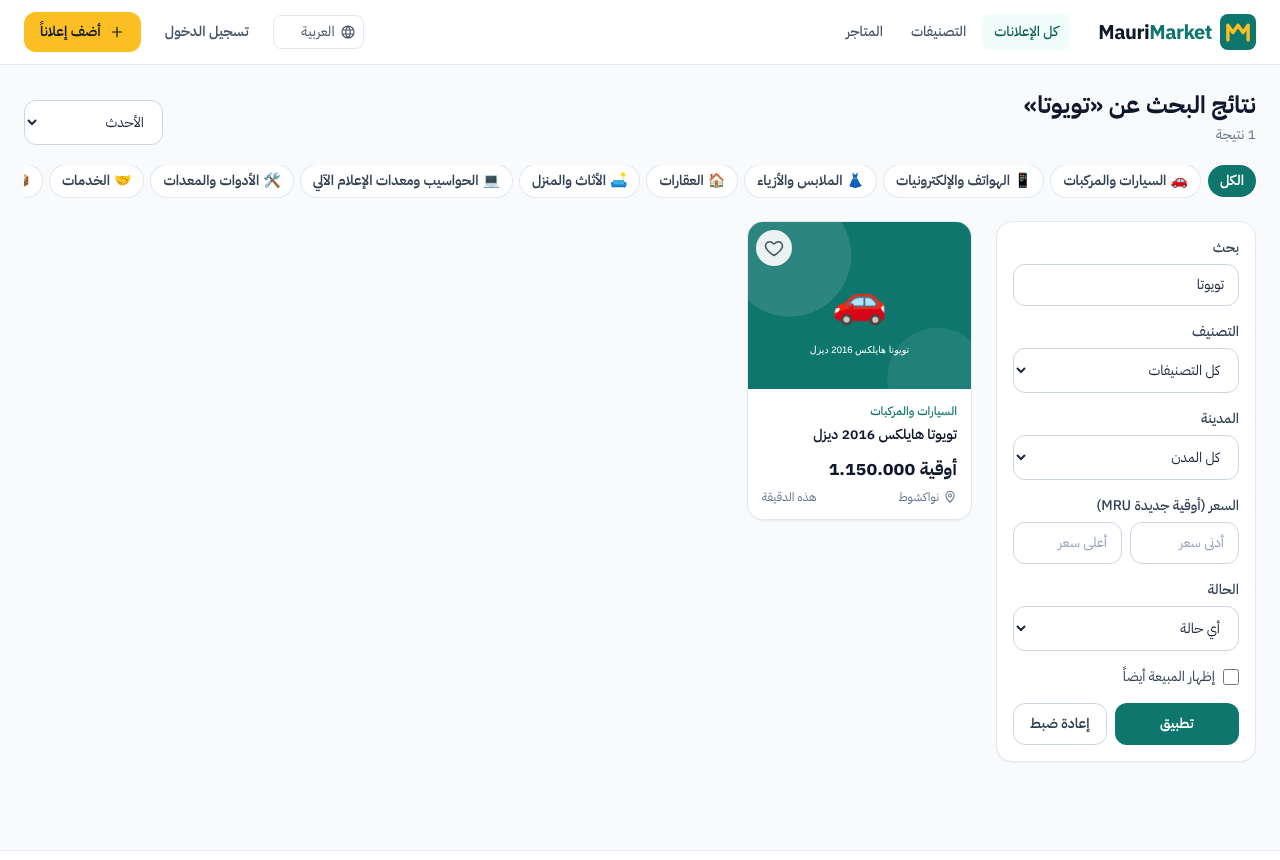 MauriMarket
كل الإعلانات
التصنيفات
المتاجر
العربية
تسجيل الدخول
+ أضف إعلاناً
نتائج البحث عن «تويوتا»
1 نتيجة
الأحدث
الكل
السيارات والمركبات
الهواتف والإلكترونيات
الملابس والأزياء
العقارات
الأثاث والمنزل
الحواسيب ومعدات الإعلام الآلي
الأدوات والمعدات
الخدمات
بحث
تويوتا
التصنيف
كل التصنيفات
المدينة
كل المدن
السعر (أوقية جديدة MRU)
أدنى سعر
أعلى سعر
الحالة
أي حالة
إظهار المبيعة أيضاً
تطبيق
إعادة ضبط
تويوتا هايلكس 2016 ديزل
السيارات والمركبات
تويوتا هايلكس 2016 ديزل
أوقية 1.150.000
نواكشوط
هذه الدقيقة